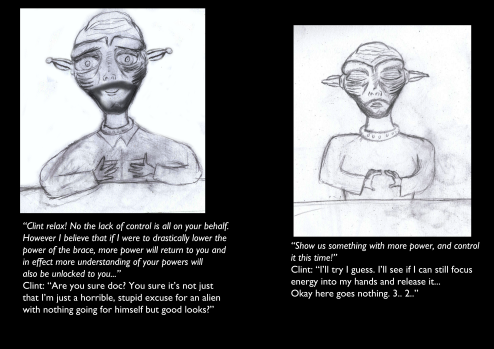 “Clint relax! No the lack of control is all on your behalf.
However I believe that if I were to drastically lower the
power of the brace, more power will return to you and
in effect more understanding of your powers will
also be unlocked to you...”
Clint: “Are you sure doc? You sure it’s not just
that I’m just a horrible, stupid excuse for an alien
with nothing going for himself but good looks?”
“Show us something with more power, and control
it this time!”
Clint: “I’ll try I guess. I’ll see if I can still focus
energy into my hands and release it...
Okay here goes nothing. 3.. 2..”